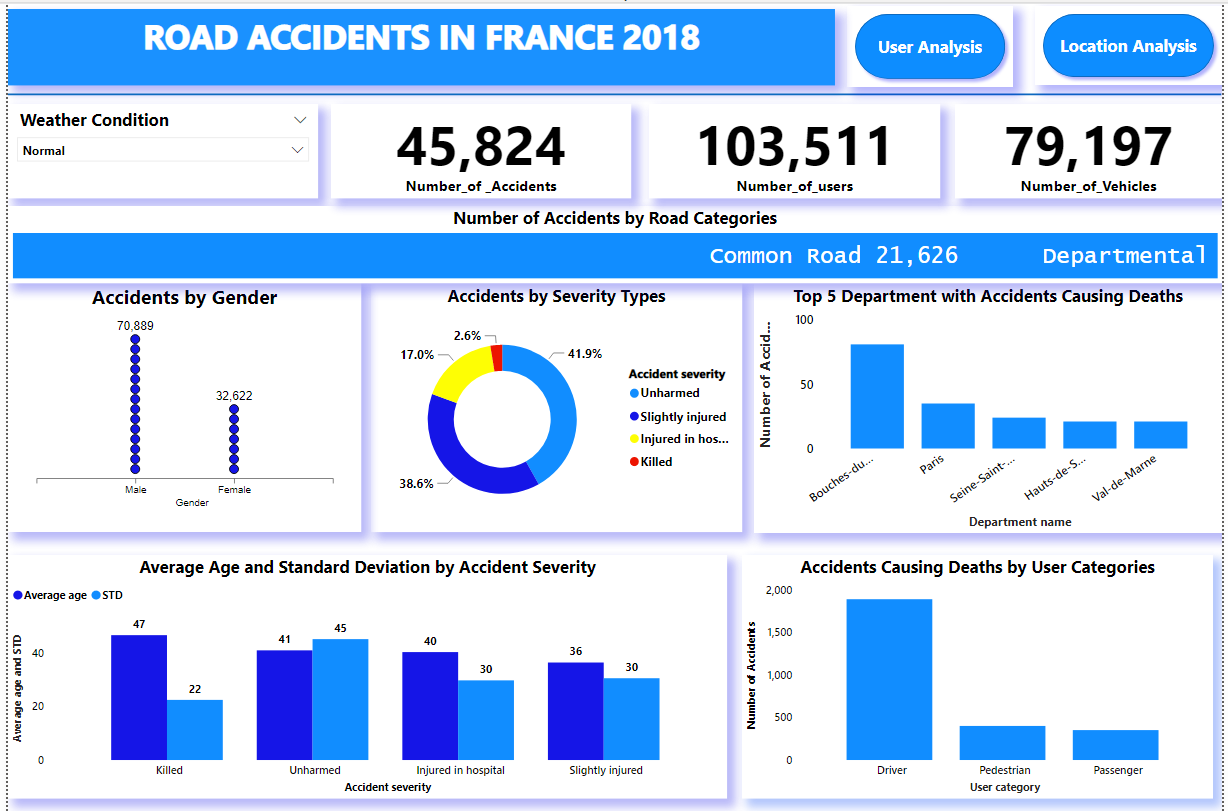 ROAD ACCIDENTS IN FRANCE 2018
User Analysis
Location Analysis
Weather Condition
Normal
45,824
Number_of _Accidents
103,511
Number_of_users
79,197
Number_of_Vehicles
Number of Accidents by Road Categories
Common Road 21,626 Departmental
Accidents by Gender
70,889
32,622
Male
Female
Gender
Accidents by Severity Types
2.6%
17.0%
41.9%
38.6%
Accident severity
Unharmed
Slightly injured
Injured in hos...
Killed
Top 5 Department with Accidents Causing Deaths
Number of Accid...
100
50
0
Bouches-du...
Paris
Seine-Saint-...
Hauts-de-S...
Val-de-Marne
Department name
Average Age and Standard Deviation by Accident Severity
Average age
STD
Average age and STD
40
20
0
47
22
41
45
40
30
36
30
Killed
Unharmed
Injured in hospital
Slightly injured
Accident severity
Accidents Causing Deaths by User Categories
Number of Accidents
2,000
1,500
1,000
500
0
Driver
Pedestrian
Passenger
User category